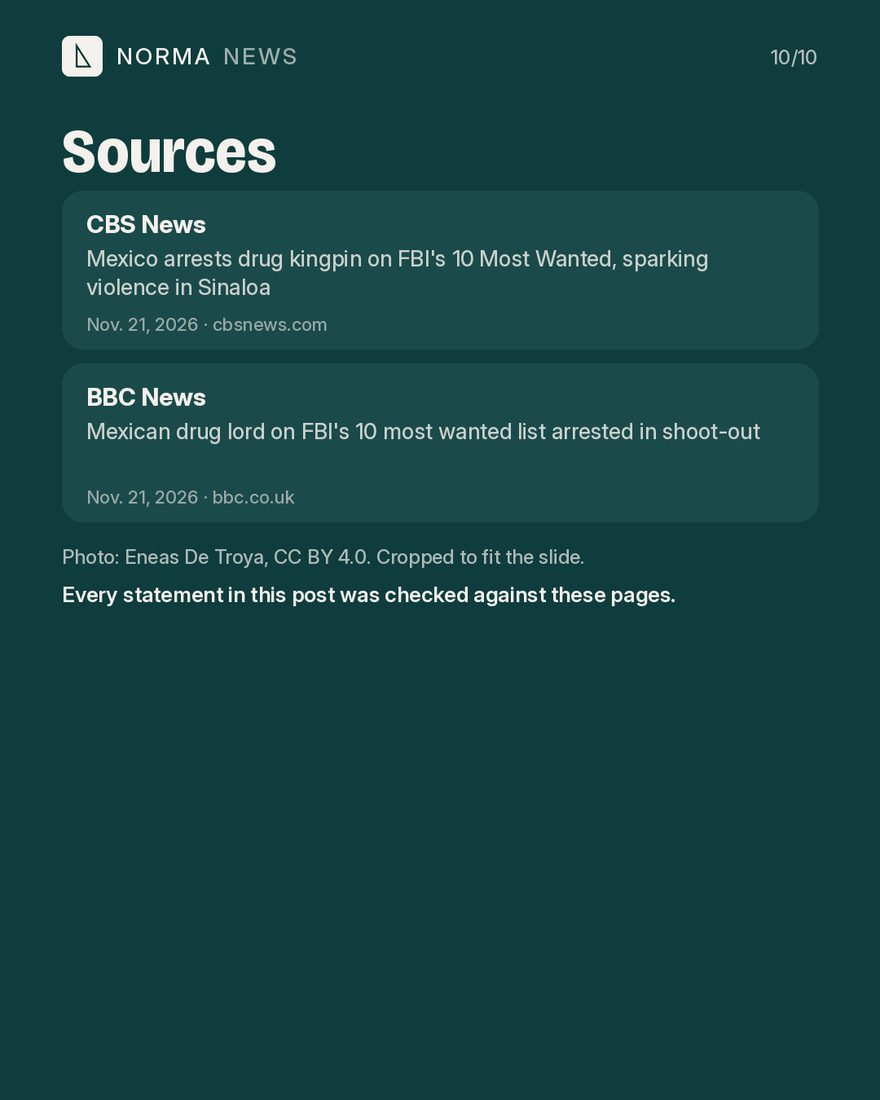 NORMA NEWS
10/10
Sources
CBS News
Mexico arrests drug kingpin on FBI's 10 Most Wanted, sparking
violence in Sinaloa
Nov. 21, 2026 · cbsnews.com
BBC News
Mexican drug lord on FBI's 10 most wanted list arrested in shoot-out
Nov. 21, 2026 · bbc.co.uk
Photo: Eneas De Troya, CC BY 4.0. Cropped to fit the slide.
Every statement in this post was checked against these pages.